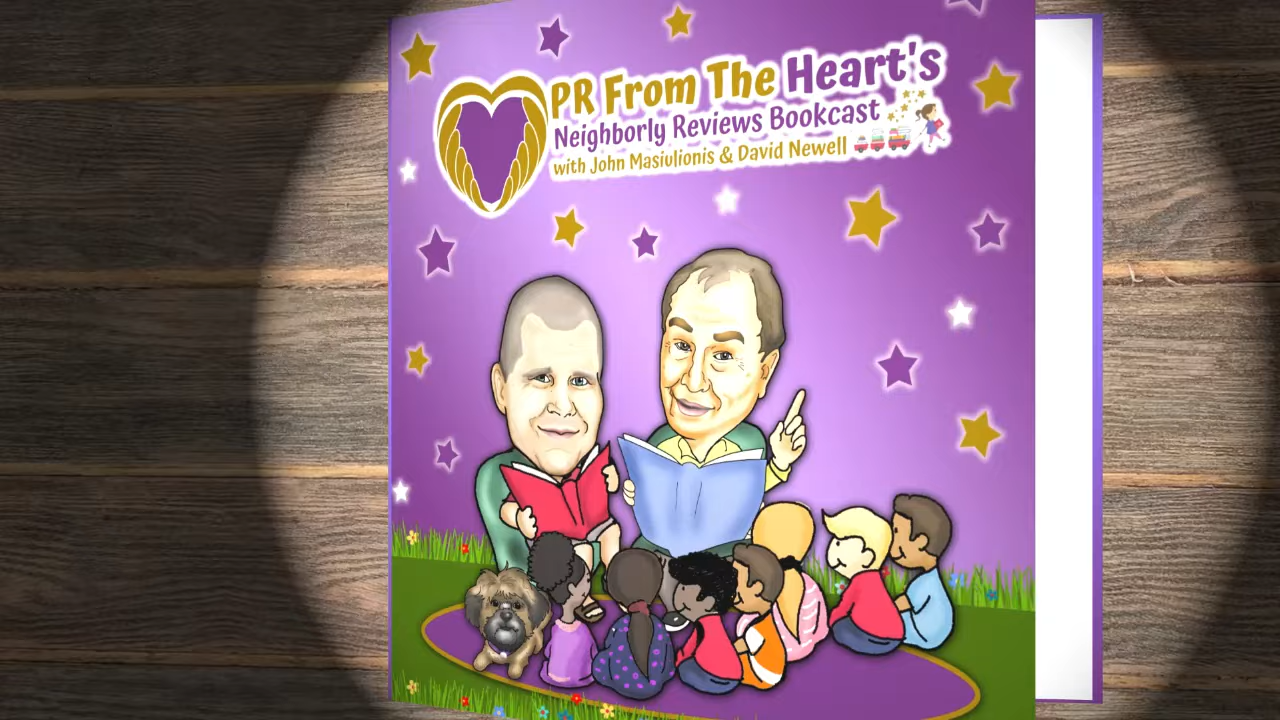 PR From The Heart's
Neighborly Reviews Bookcast
with John Masiulionis & David Newell